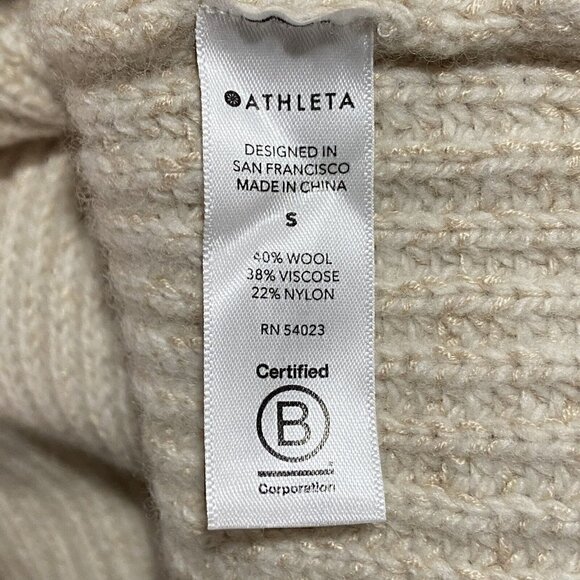 ATHLETA
DESIGNED IN
SAN FRANCISCO
MADE IN CHINA
S
40% WOOL
38% VISCOSE
22% NYLON
RN 54023
Certified
B
Corporation